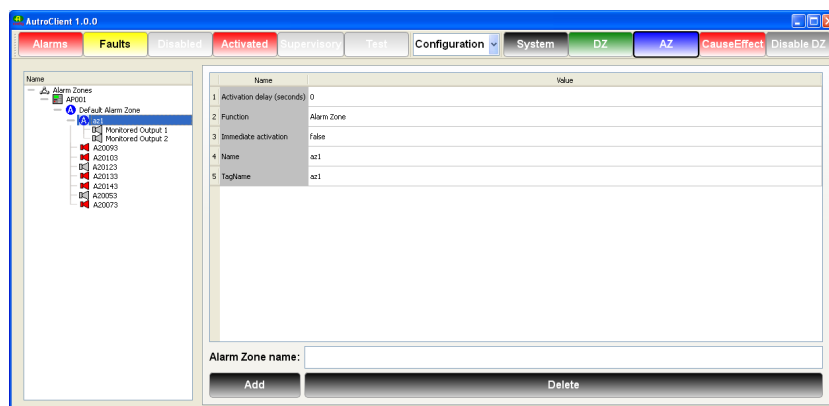 AutroClient 1.0.0
Alarms Faults Disabled Activated Supervisory Test Configuration System DZ AZ CauseEffect Disable DZ
Name
Alarm Zones
AP001
Default Alarm Zone
az1
Monitored Output 1
Monitored Output 2
A20093
A20103
A20123
A20133
A20143
A20053
A20073
Name Value
1 Activation delay (seconds) 0
2 Function Alarm Zone
3 Immediate activation false
4 Name az1
5 TagName az1
Alarm Zone name:
Add Delete